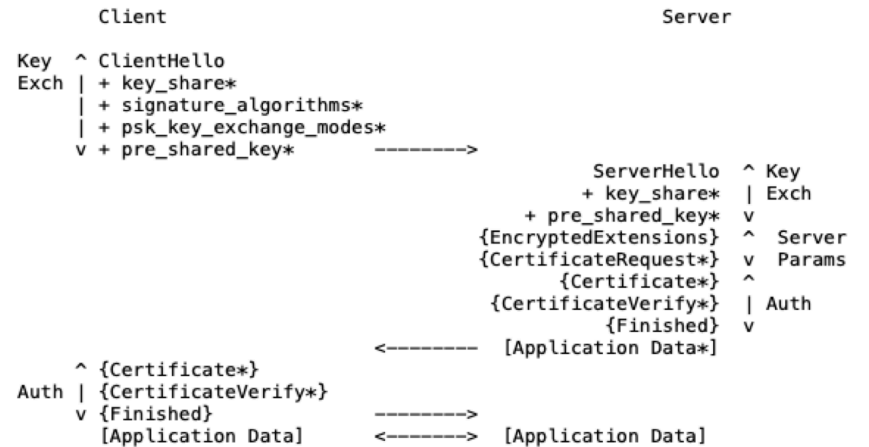 Client                                           Server

Key  ^ ClientHello
Exch | + key_share*
     | + signature_algorithms*
     | + psk_key_exchange_modes*
     v + pre_shared_key*       -------->
                                                  ServerHello  ^ Key
                                                 + key_share*  | Exch
                                            + pre_shared_key*  v
                                        {EncryptedExtensions}  ^  Server
                                        {CertificateRequest*}  v  Params
                                               {Certificate*}  ^
                                         {CertificateVerify*}  | Auth
                                                   {Finished}  v
                               <--------  [Application Data*]
     ^ {Certificate*}
Auth | {CertificateVerify*}
     v {Finished}              -------->
       [Application Data]      <------->  [Application Data]